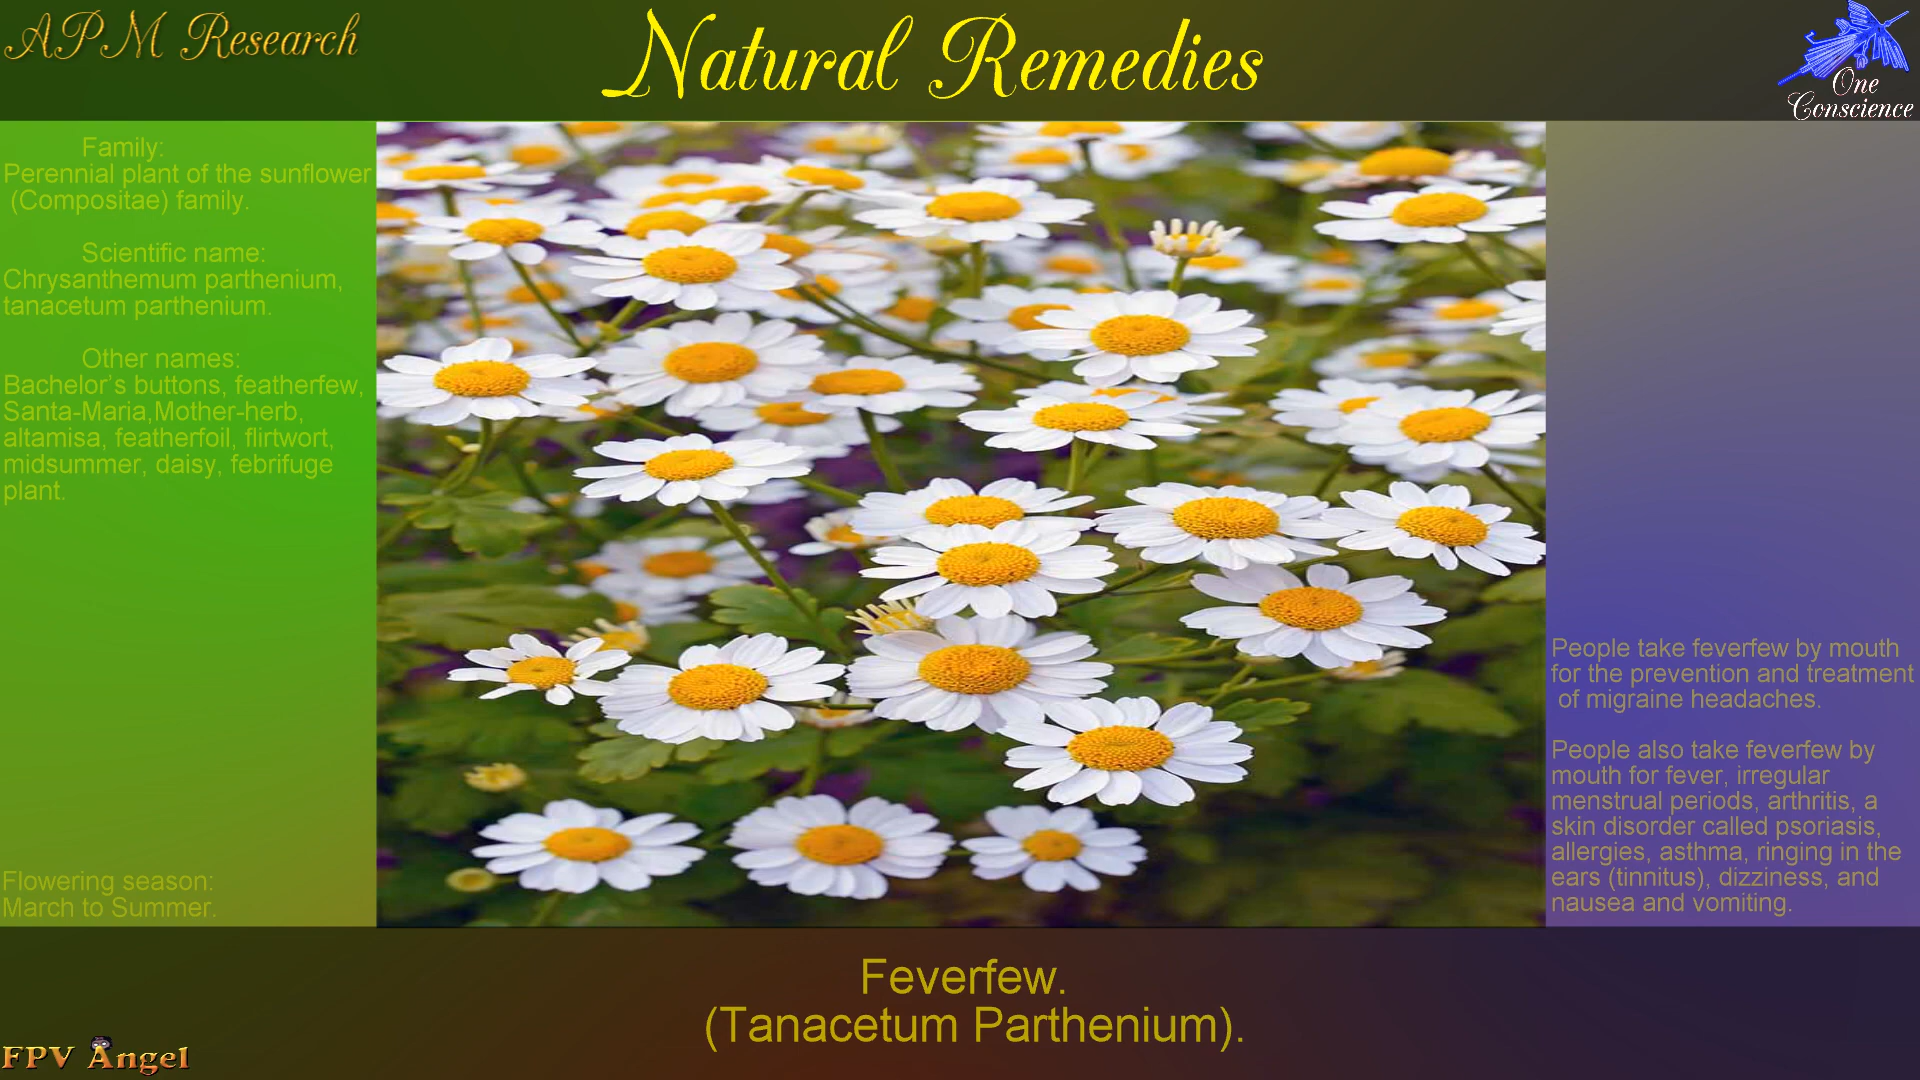 APM Research
Natural Remedies
One
Conscience
Family:
Perennial plant of the sunflower
(Compositae) family.
Scientific name:
Chrysanthemum parthenium,
tanacetum parthenium.
Other names:
Bachelor's buttons, featherfew,
Santa-Maria,Mother-herb,
altamisa, featherfoil, flirtwort,
midsummer, daisy, febrifuge
plant.
Flowering season:
March to Summer.
People take feverfew by mouth
for the prevention and treatment
of migraine headaches.
People also take feverfew by
mouth for fever, irregular
menstrual periods, arthritis, a
skin disorder called psoriasis,
allergies, asthma, ringing in the
ears (tinnitus), dizziness, and
nausea and vomiting.
Feverfew.
(Tanacetum Parthenium).
FPV Angel